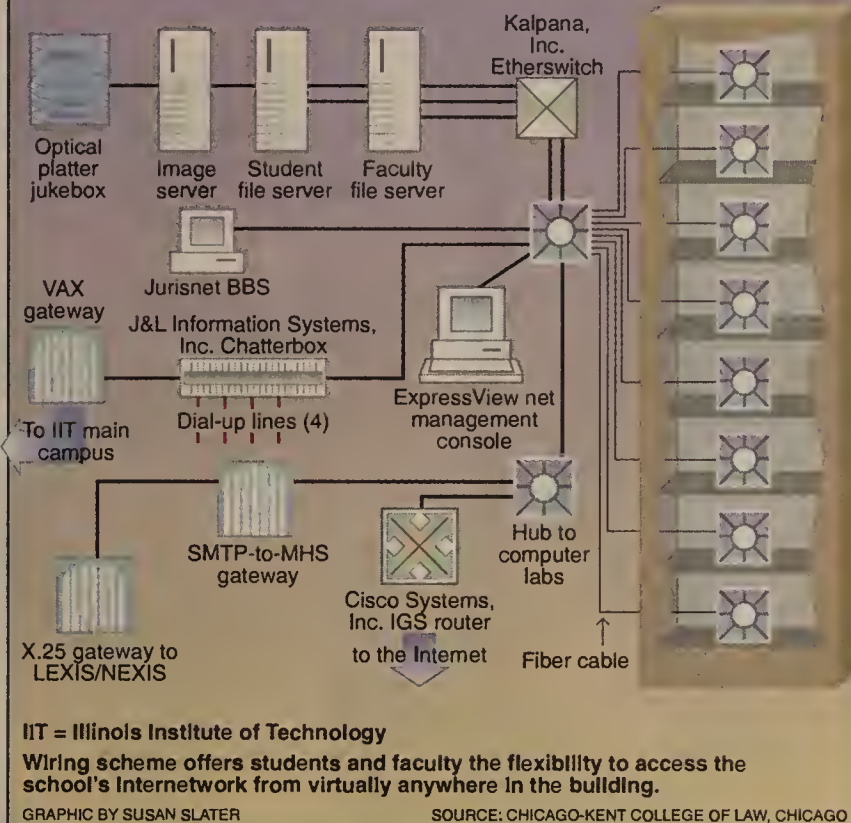 Kalpana,
Inc.
Etherswitch
Optical
platter
jukebox
Image
server
Student
file server
Faculty
file server
Jurisnet BBS
VAX
gateway
J&L Information Systems,
Inc. Chatterbox
ExpressView net
management
console
Dial-up lines (4)
To IIT main
campus
SMTP-to-MHS
gateway
Hub to
computer
labs
Cisco Systems,
Inc. IGS router
to the Internet
X.25 gateway to
LEXIS/NEXIS
Fiber cable
IIT = Illinois Institute of Technology
Wiring scheme offers students and faculty the flexibility to access the
school's internetwork from virtually anywhere in the building.
GRAPHIC BY SUSAN SLATER
SOURCE: CHICAGO-KENT COLLEGE OF LAW, CHICAGO